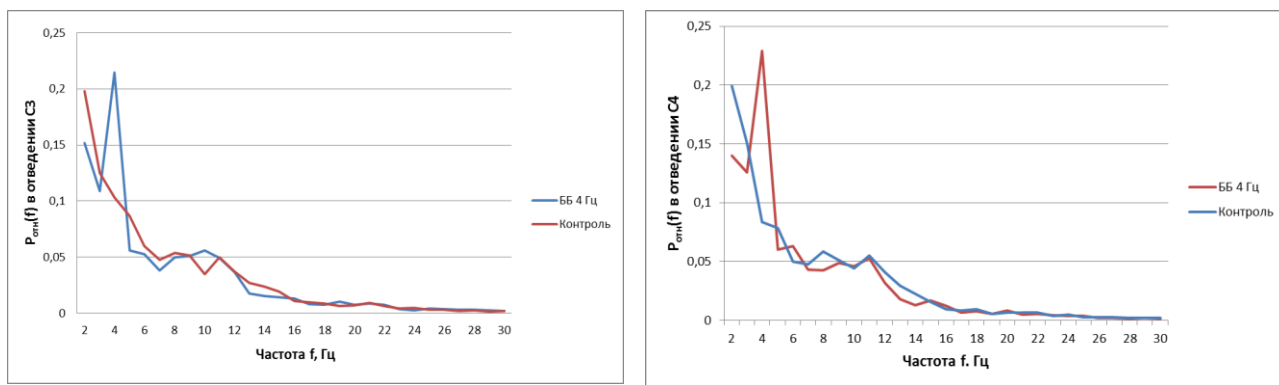 0,25
0,2
0,15
0,1
0,05
0
Pотн(f) в отведении C3
2 4 6 8 10 12 14 16 18 20 22 24 26 28 30
Частота f, Гц
ББ 4 Гц
Контроль
0,25
0,2
0,15
0,1
0,05
0
Pотн(f) в отведении C4
2 4 6 8 10 12 14 16 18 20 22 24 26 28 30
Частота f. Гц
ББ 4 Гц
Контроль